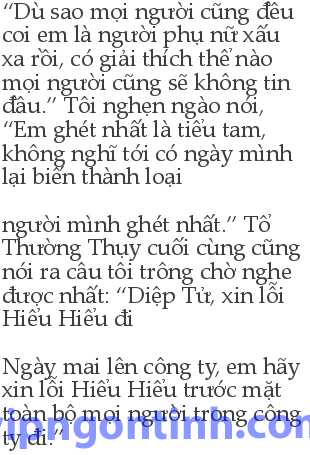 “Dù sao mọi người cũng đều
coi em là người phụ nữ xấu
xa rồi, có giải thích thế nào
mọi người cũng sẽ không tin
đâu.” Tôi nghẹn ngào nói,
“Em ghét nhất là tiểu tam,
không nghĩ tới có ngày mình
lại biến thành loại
người mình ghét nhất.” Tổ
Thường Thụy cuối cùng cũng
nói ra câu tôi trông chờ nghe
được nhất: “Diệp Tử, xin lỗi
Hiểu Hiểu đi
Ngày mai lên công ty, em hãy
xin lỗi Hiểu Hiểu trước mặt
toàn bộ mọi người trong công
ty đi.”
vipngontinh.com